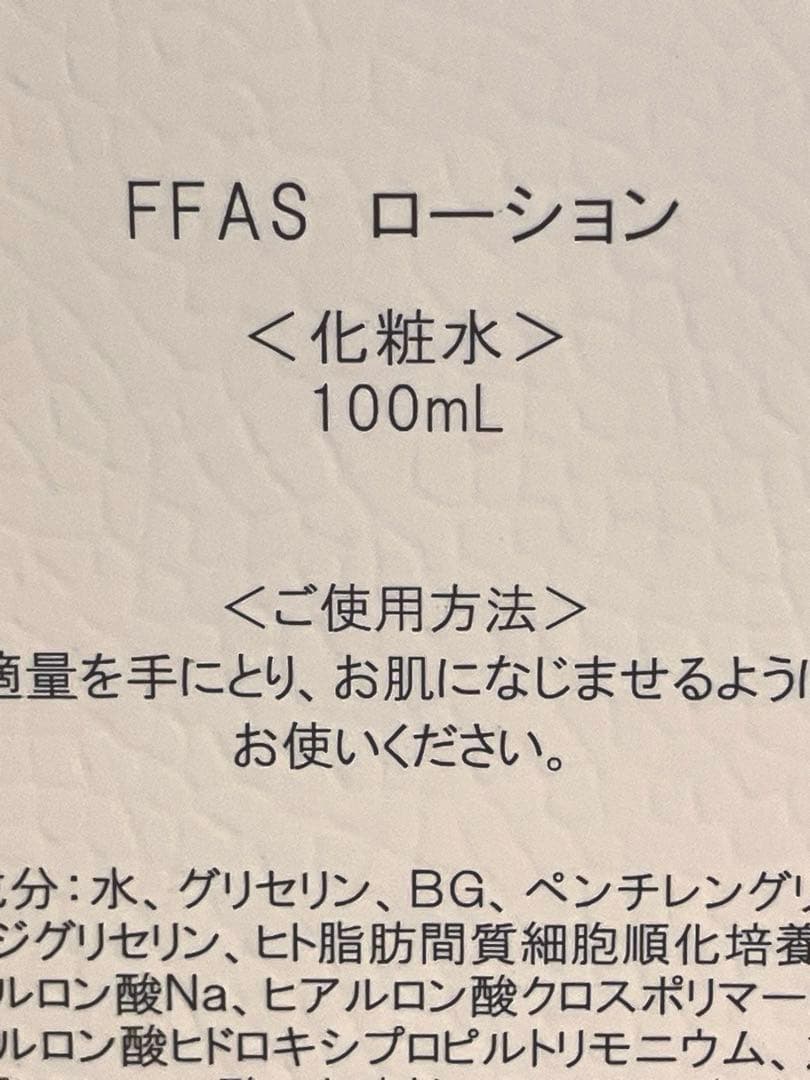 FFAS ローション
＜化粧水＞
100mL
＜ご使用方法＞
適量を手にとり、お肌になじませるように
お使いください。
分：水、グリセリン、BG、ペンチレングリ
ジグリセリン、ヒト脂肪間質細胞順化培養
ルロン酸Na、ヒアルロン酸クロスポリマー
ルロン酸ヒドロキシプロピルトリモニウム、